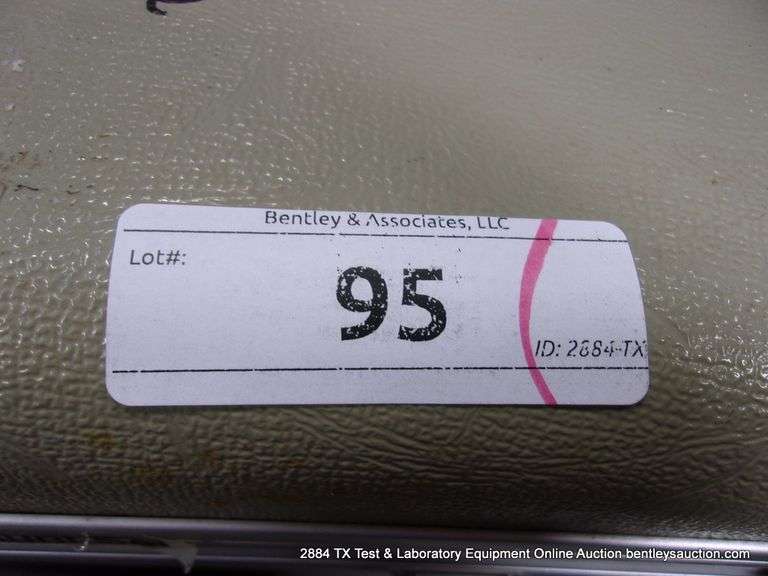 Bentley & Associates, LLC
Lot#:
95
ID: 2884-TX
2884 TX Test & Laboratory Equipment Online Auction bentleysauction.com